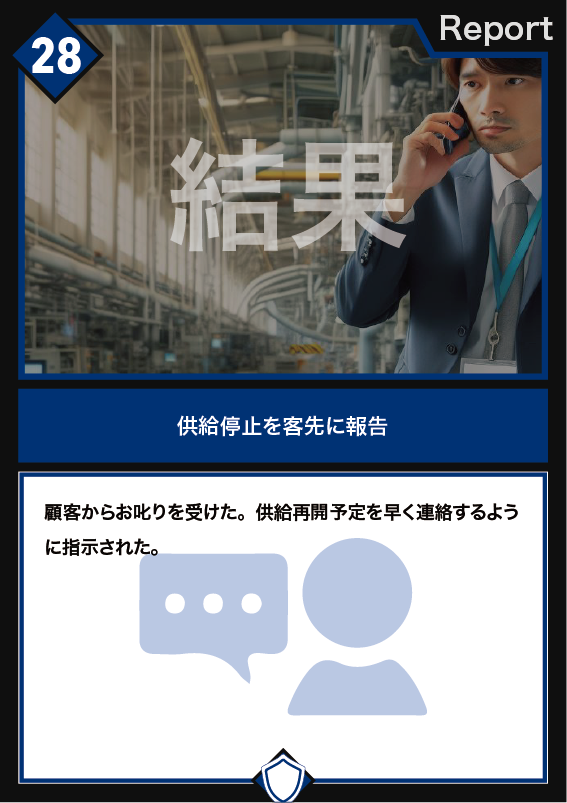 Report
28
結果
供給停止を客先に報告
顧客からお叱りを受けた。供給再開予定を早く連絡するよう
に指示された。